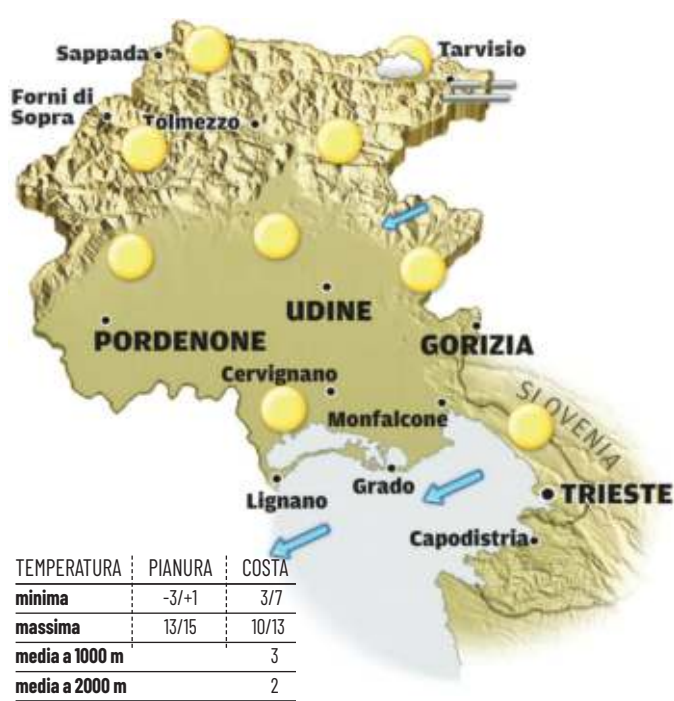 Sappada
Tarvisio
Forni di
Sopra
Tolmezzo
UDINE
PORDENONE
GORIZIA
Cervignano
SLOVENIA
Monfalcone
Grado
Lignano
TRIESTE
Capodistria
TEMPERATURA PIANURA COSTA
minima -3/+1 3/7
massima 13/15 10/13
media a 1000 m 3
media a 2000 m 2